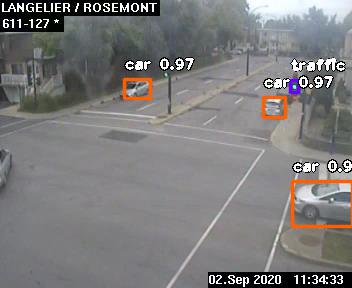 LANGELIER / ROSEMONT
611-127 *
car 0.97
traffic
car 0.97
car 0.9
02.Sep 2020 11:34:33